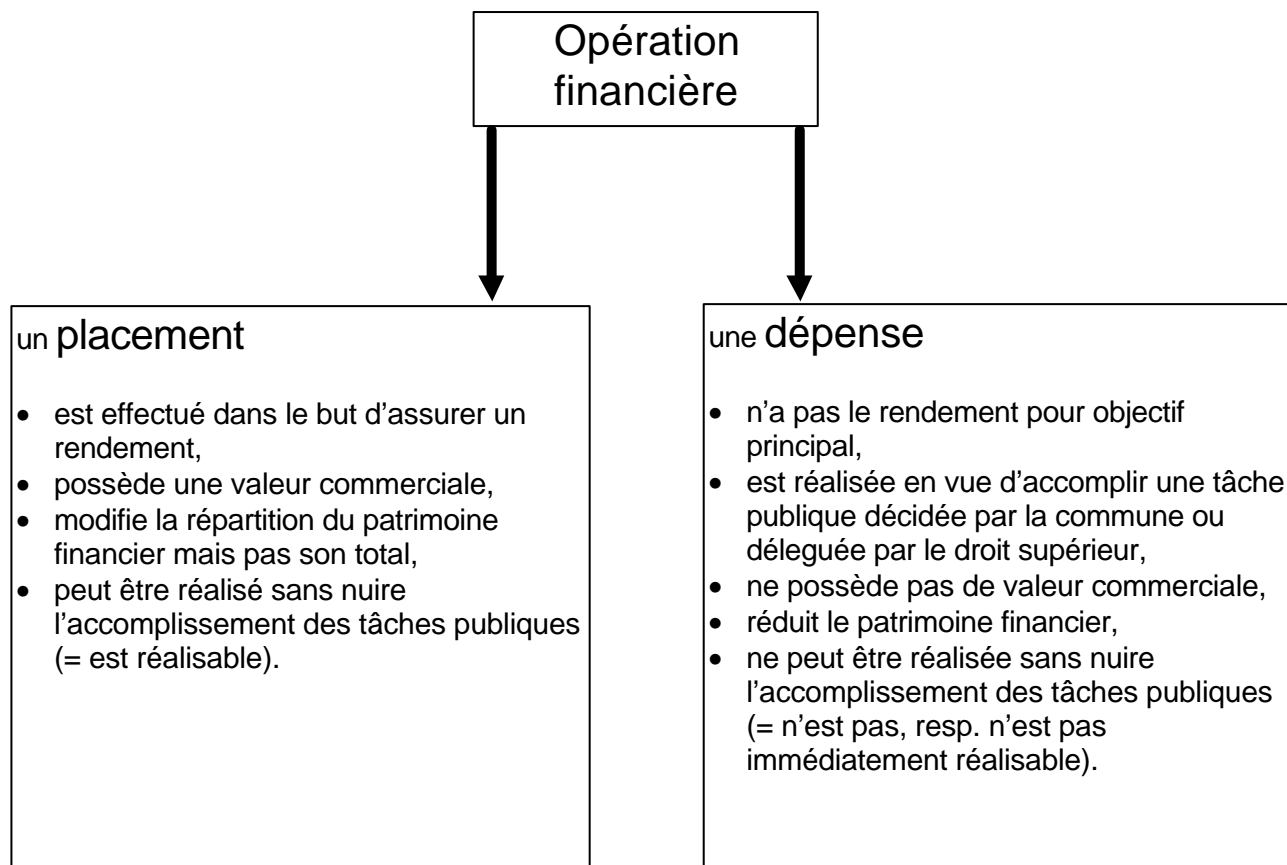 Opération
financière
un placement
• est effectué dans le but d'assurer un
rendement,
• possède une valeur commerciale,
• modifie la répartition du patrimoine
financier mais pas son total,
• peut être réalisé sans nuire
l'accomplissement des tâches publiques
(= est réalisable).
une dépense
• n'a pas le rendement pour objectif
principal,
• est réalisée en vue d'accomplir une tâche
publique décidée par la commune ou
déleguée par le droit supérieur,
• ne possède pas de valeur commerciale,
• réduit le patrimoine financier,
• ne peut être réalisée sans nuire
l'accomplissement des tâches publiques
(= n'est pas, resp. n'est pas
immédiatement réalisable).